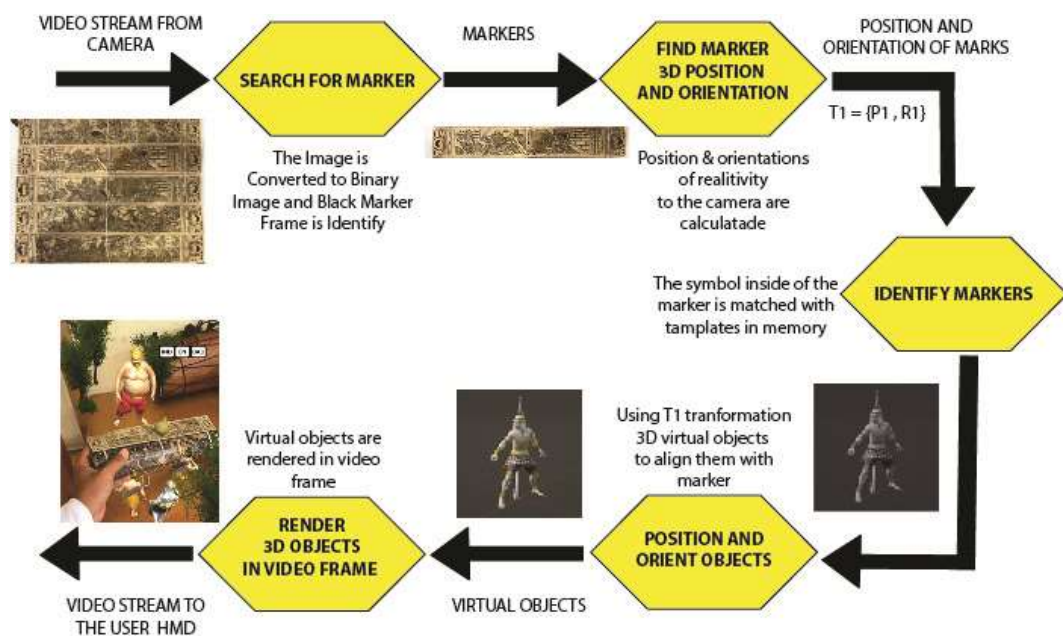 VIDEO STREAM FROM
CAMERA
SEARCH FOR MARKER
The Image is
Converted to Binary
Image and Black Marker
Frame is Identify
MARKERS
FIND MARKER
3D POSITION
AND ORIENTATION
Position & orientations
of realitivity
to the camera are
calculatade
POSITION AND
ORIENTATION OF MARKS
T1 = {P1 , R1}
The symbol inside of the
marker is matched with
tamplates in memory
IDENTIFY MARKERS
Using T1 tranformation
3D virtual objects
to align them with
marker
POSITION AND
ORIENT OBJECTS
VIRTUAL OBJECTS
Virtual objects are
rendered in video
frame
RENDER
3D OBJECTS
IN VIDEO FRAME
VIDEO STREAM TO
THE USER HMD